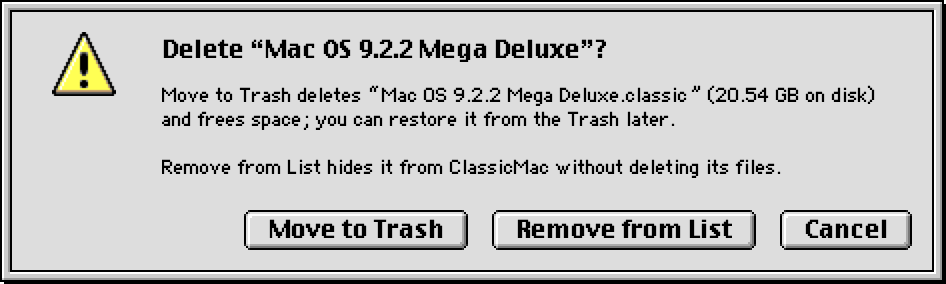 Delete “Mac OS 9.2.2 Mega Deluxe”?
Move to Trash deletes “Mac OS 9.2.2 Mega Deluxe.classic” (20.54 GB on disk)
and frees space; you can restore it from the Trash later.
Remove from List hides it from ClassicMac without deleting its files.
Move to Trash Remove from List Cancel